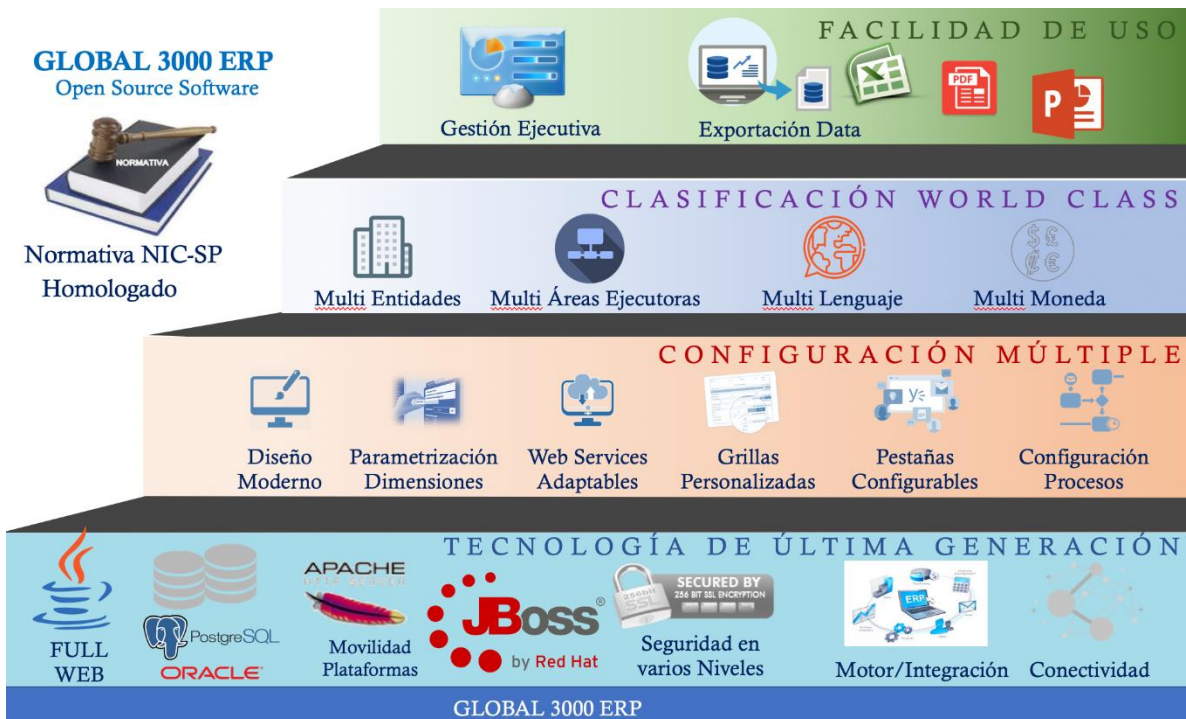 GLOBAL 3000 ERP
Open Source Software
NORMATIVA
Normativa NIC-SP
Homologado
FACILIDAD DE USO
Gestión Ejecutiva
Exportación Data
PDF
P
CLASIFICACIÓN WORLD CLASS
Multi Entidades
Multi Áreas Ejecutoras
Multi Lenguaje
Multi Moneda
CONFIGURACIÓN MÚLTIPLE
Diseño
Moderno
Parametrización
Dimensiones
Web Services
Adaptables
Grillas
Personalizadas
Pestañas
Configurables
Configuración
Procesos
TECNOLOGÍA DE ÚLTIMA GENERACIÓN
FULL
WEB
PostgreSQL
ORACLE
APACHE
HTTP SERVER
Movilidad
Plataformas
JBoss
by Red Hat
256bit
SSL
SECURED BY
256 BIT SSL ENCRYPTION
Seguridad en
varios Niveles
ERP
Motor/Integración
Conectividad
GLOBAL 3000 ERP